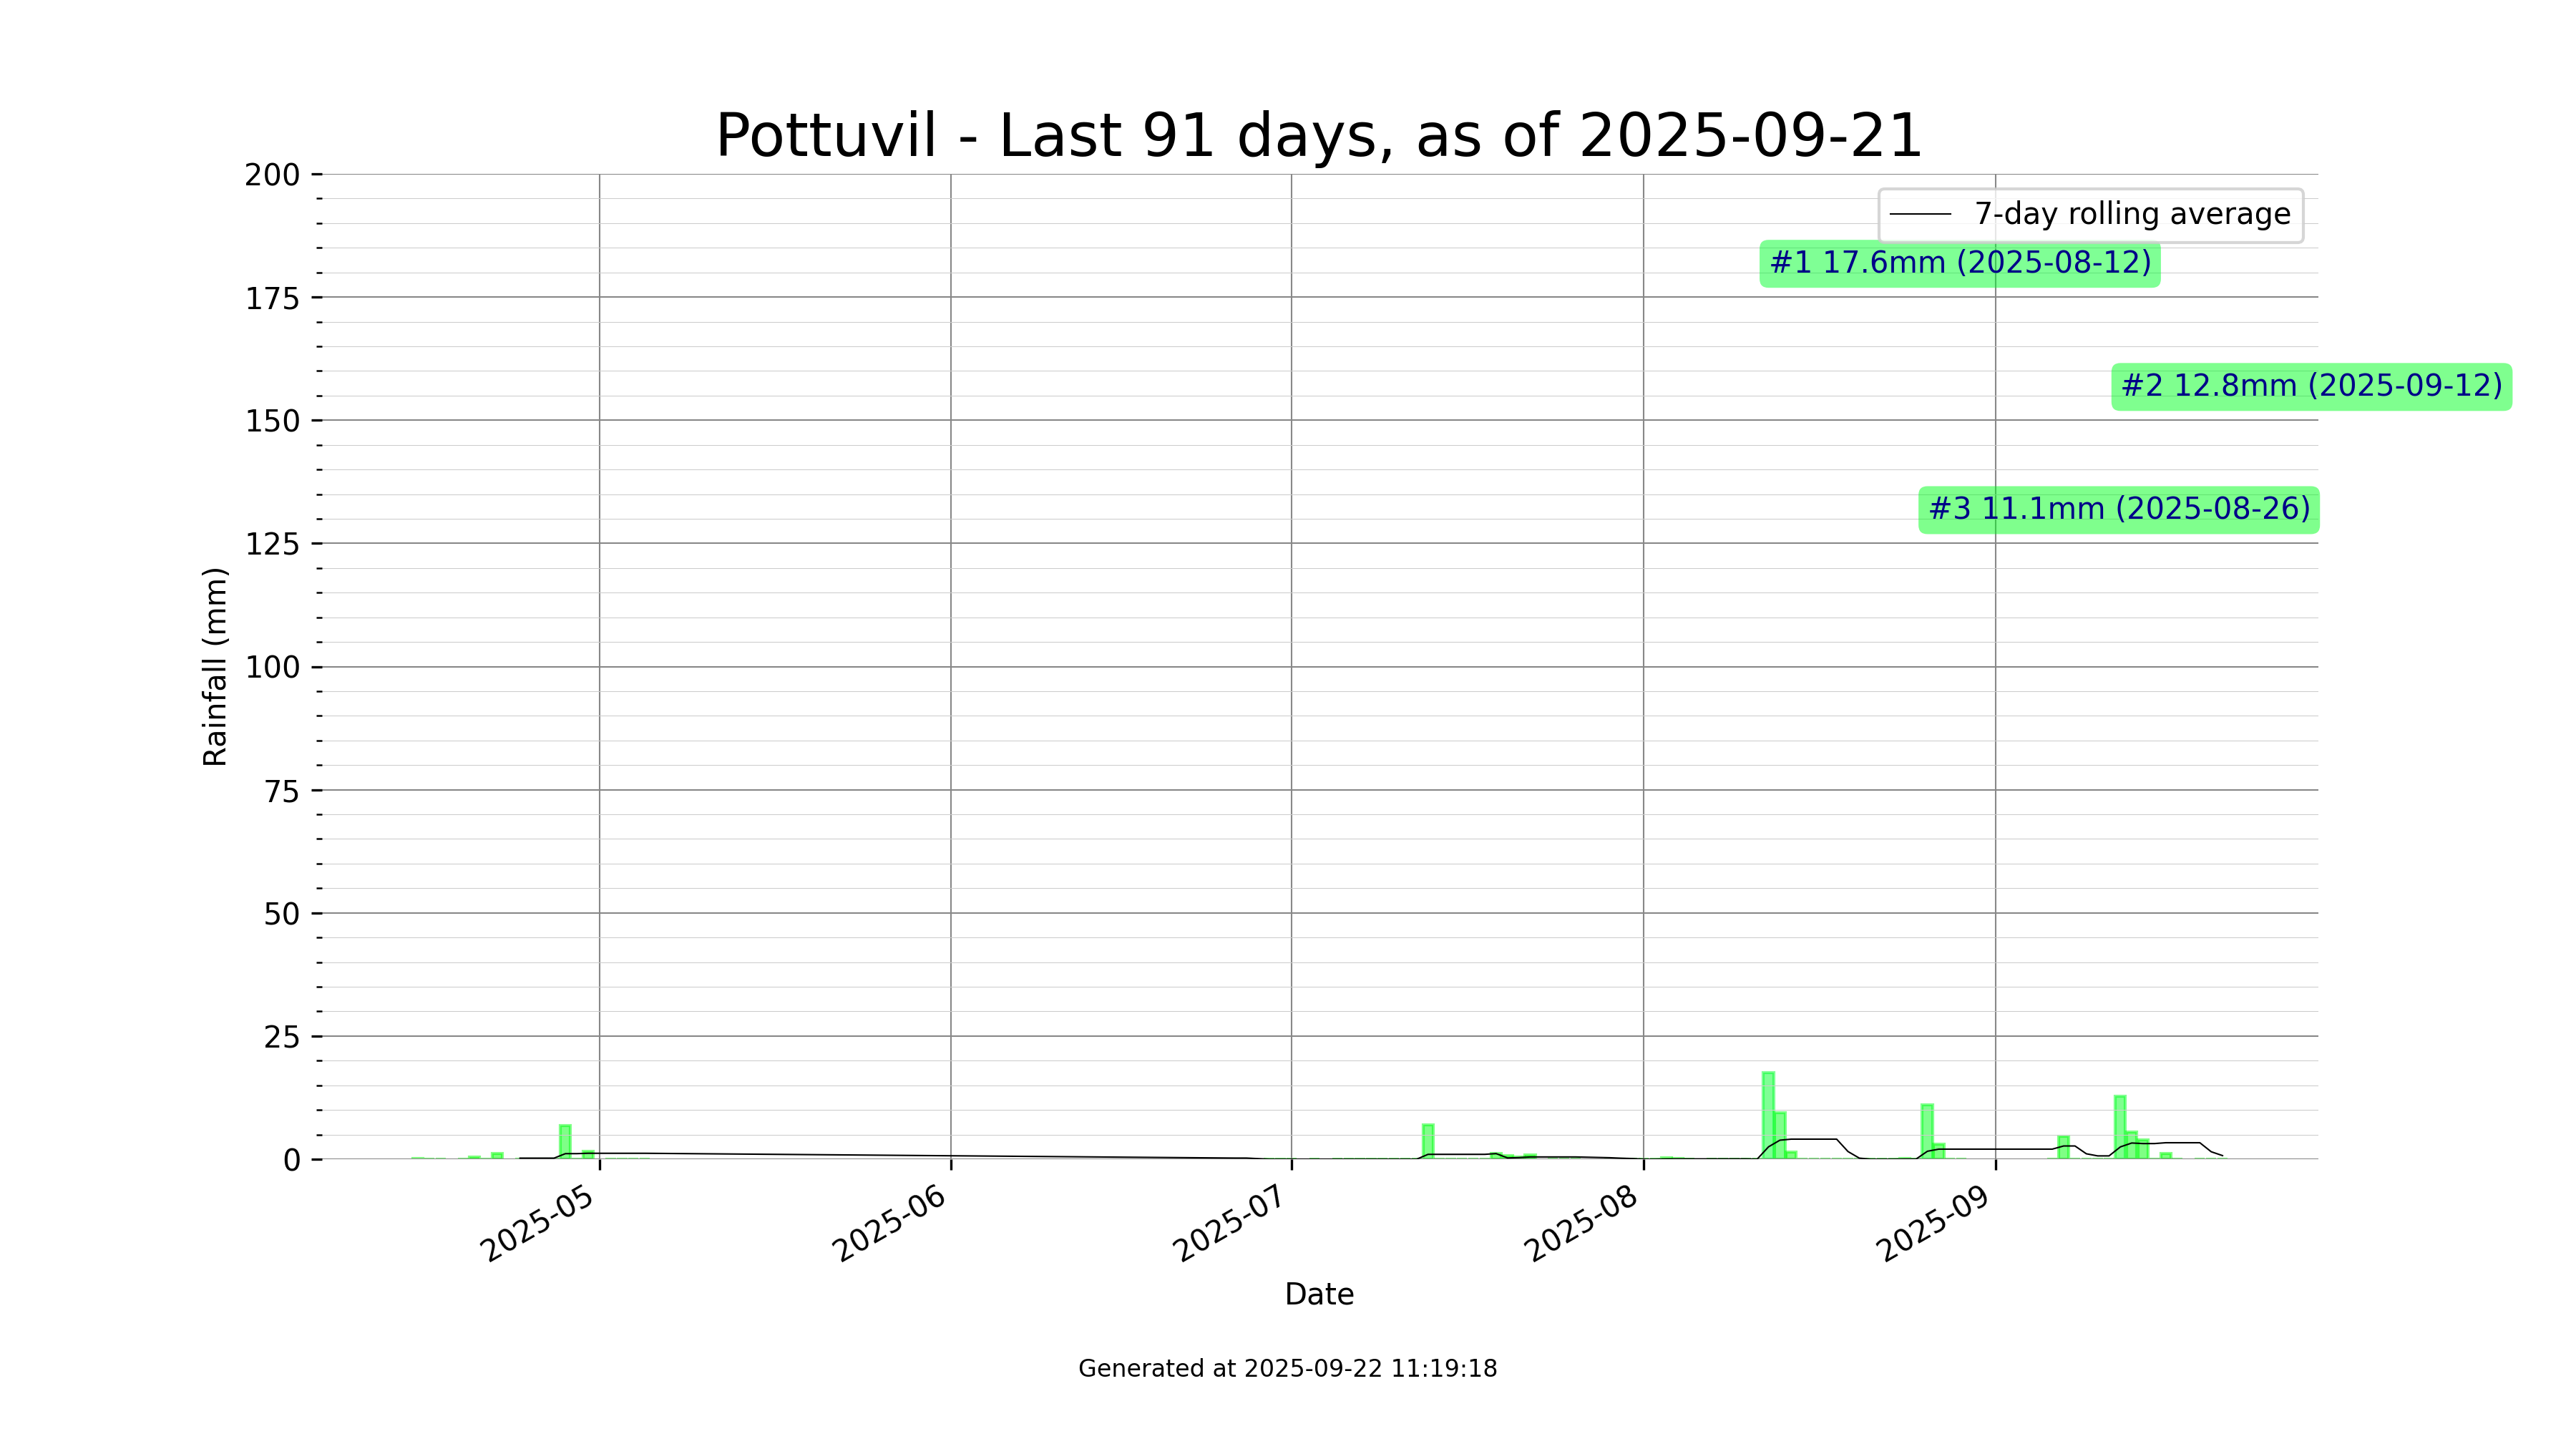 Pottuvil - Last 91 days, as of 2025-09-21
200
175
150
125
100
75
50
25
0
Rainfall (mm)
7-day rolling average
#1 17.6mm (2025-08-12)
#2 12.8mm (2025-09-12)
#3 11.1mm (2025-08-26)
2025-05
2025-06
2025-07
2025-08
2025-09
Date
Generated at 2025-09-22 11:19:18